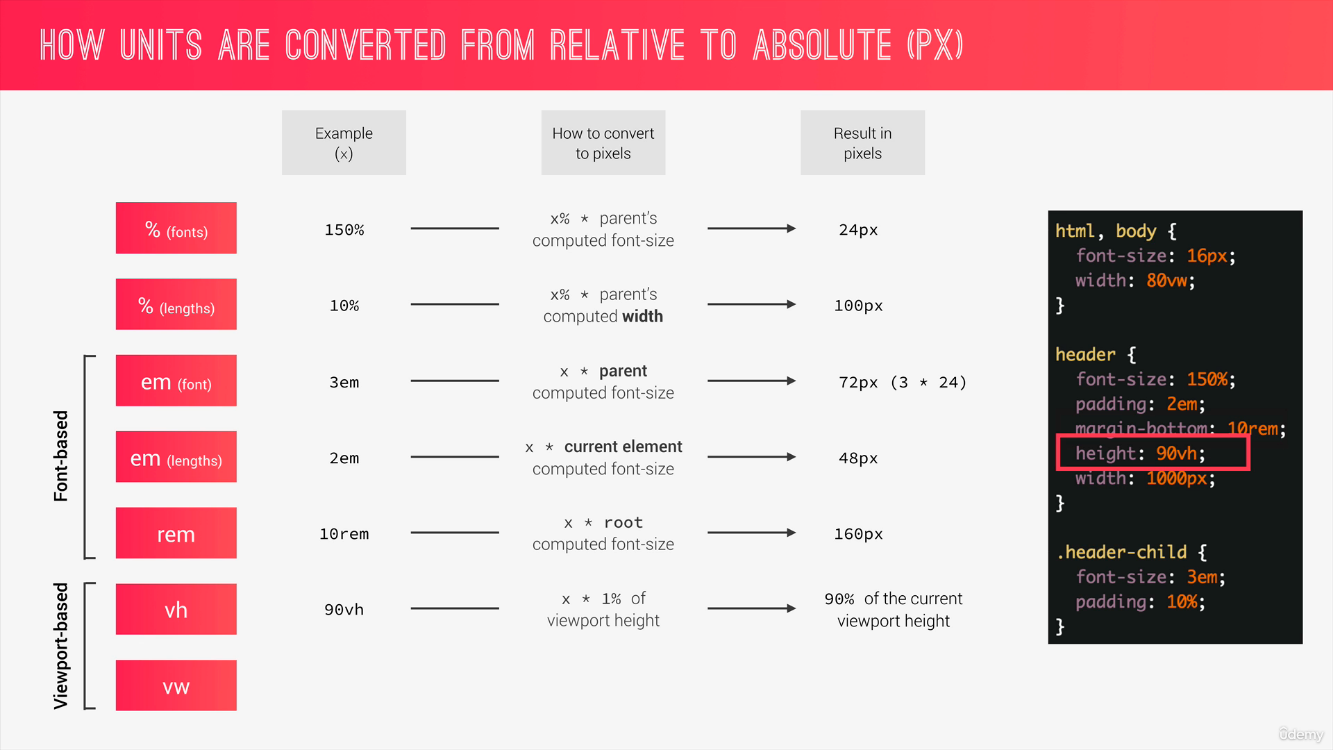 HOW UNITS ARE CONVERTED FROM RELATIVE TO ABSOLUTE (PX)
Example
(x)
How to convert
to pixels
Result in
pixels
% (fonts)
150%
x% * parent's
computed font-size
24px
% (lengths)
10%
x% * parent's
computed width
100px
Font-based
em (font)
3em
x * parent
computed font-size
72px (3 * 24)
em (lengths)
2em
x * current element
computed font-size
48px
rem
10rem
x * root
computed font-size
160px
Viewport-based
vh
90vh
x * 1% of
viewport height
90% of the current
viewport height
vw
html, body {
font-size: 16px;
width: 80vw;
}
header {
font-size: 150%;
padding: 2em;
margin-bottom: 10rem;
height: 90vh;
width: 1000px;
}
.header-child {
font-size: 3em;
padding: 10%;
}
ûdemy